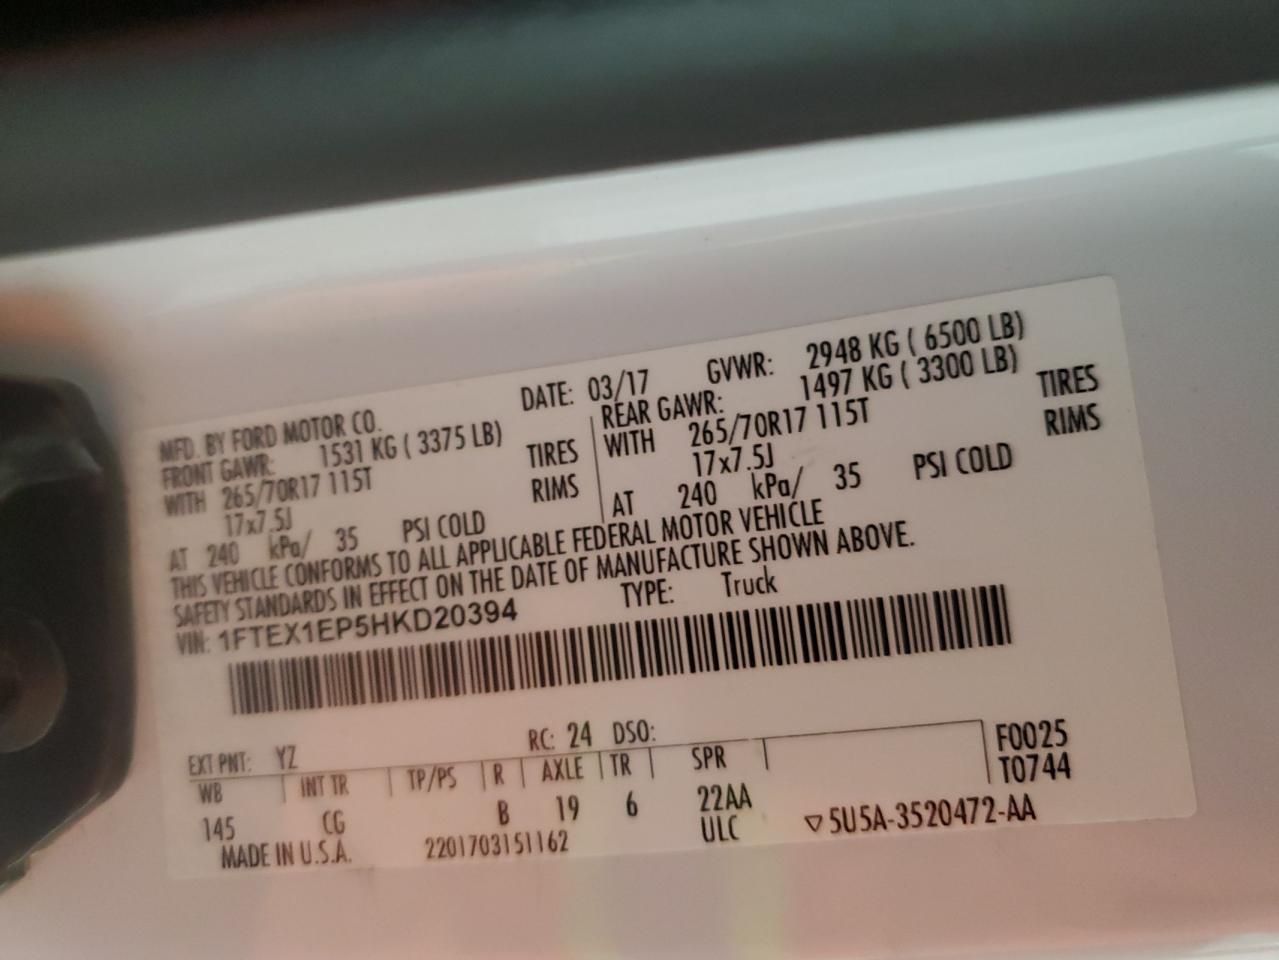 MFD. BY FORD MOTOR CO. DATE: 03/17 GVWR: 2948 KG ( 6500 LB)
FRONT GAWR: 1531 KG ( 3375 LB) REAR GAWR: 1497 KG ( 3300 LB)
WITH 265/70R17 115T TIRES WITH 265/70R17 115T TIRES
17x7.5J RIMS 17x7.5J RIMS
AT 240 kPa/ 35 PSI COLD AT 240 kPa/ 35 PSI COLD
THIS VEHICLE CONFORMS TO ALL APPLICABLE FEDERAL MOTOR VEHICLE
SAFETY STANDARDS IN EFFECT ON THE DATE OF MANUFACTURE SHOWN ABOVE.
VIN: 1FTEX1EP5HKD20394 TYPE: Truck
EXT PNT: YZ RC: 24 DSO: F0025
WB INT TR TP/PS R AXLE TR SPR T0744
145 CG B 19 6 22AA
ULC ▽ 5U5A-3520472-AA
MADE IN U.S.A. 2201703151162